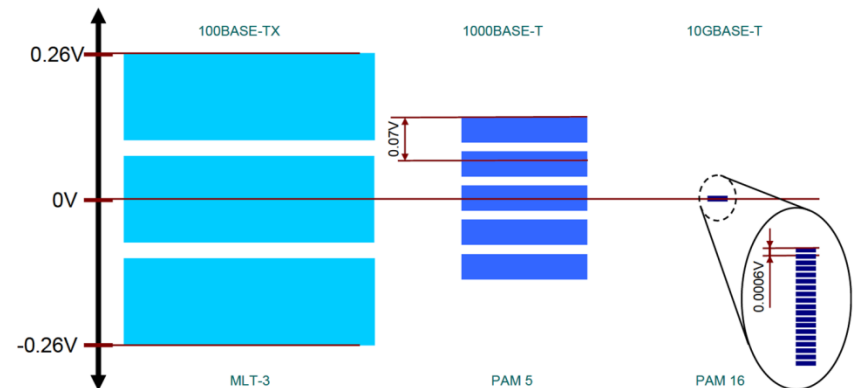 100BASE-TX
1000BASE-T
10GBASE-T
0.26V
0.07V
0V
0.0006V
-0.26V
MLT-3
PAM 5
PAM 16